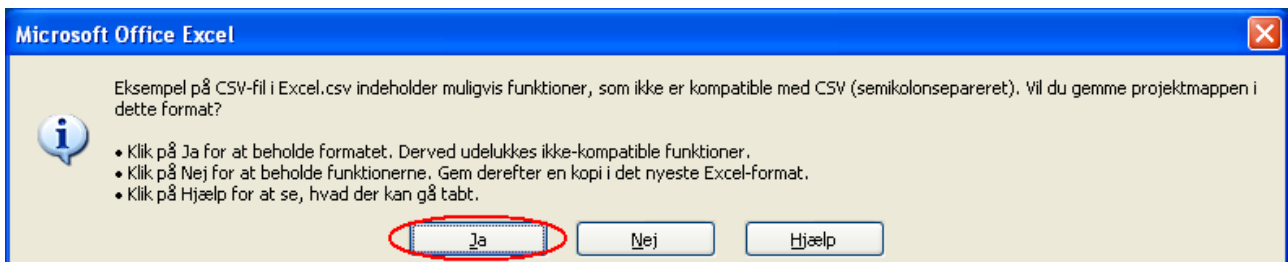 Microsoft Office Excel
Eksempel på CSV-fil i Excel.csv indeholder muligvis funktioner, som ikke er kompatible med CSV (semikolonsepareret). Vil du gemme projektmappen i
dette format?
• Klik på Ja for at beholde formatet. Derved udelukkes ikke-kompatible funktioner.
• Klik på Nej for at beholde funktionerne. Gem derefter en kopi i det nyeste Excel-format.
• Klik på Hjælp for at se, hvad der kan gå tabt.
Ja Nej Hjælp